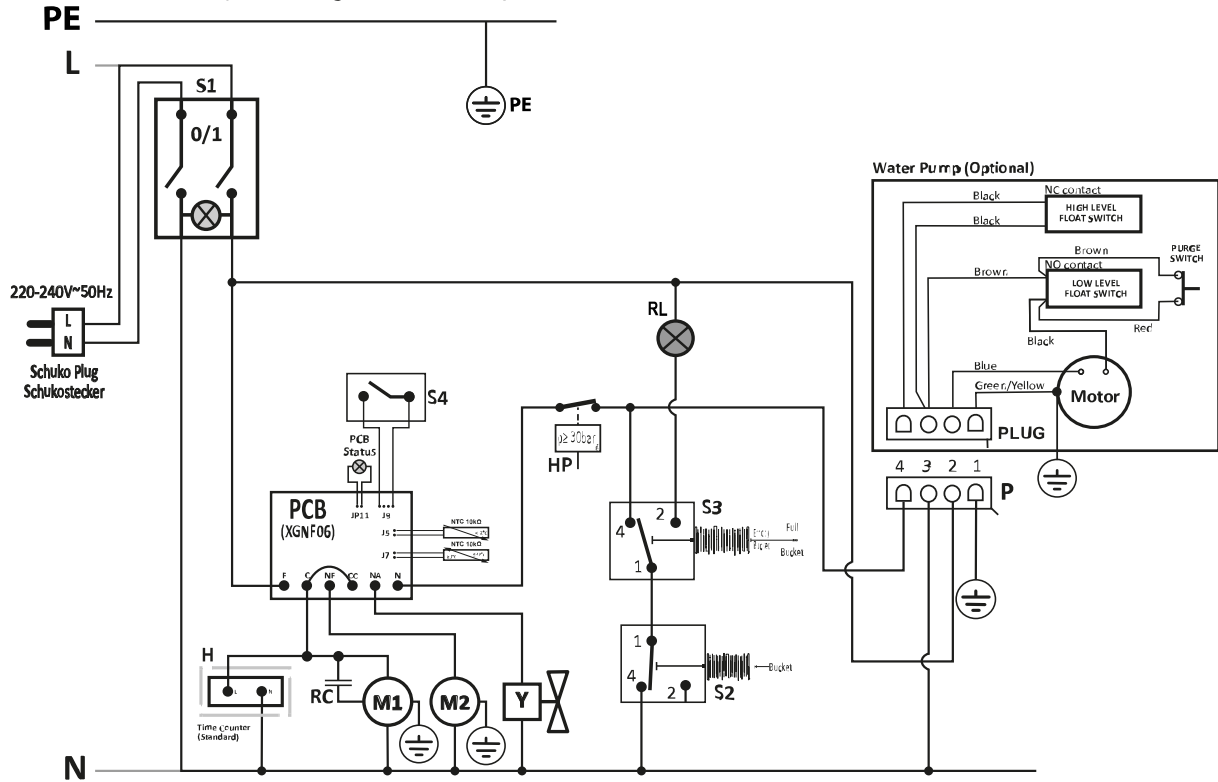 PE
L
S1
PE
0/1
Water Pump (Optional)
Black
NC contact
HIGH LEVEL
FLOAT SWITCH
Black
Brown
PURGE
SWITCH
NO contact
Brown
LOW LEVEL
FLOAT SWITCH
220-240V~50Hz
L
N
RL
Red
Black
Schuko Plug
Schukostecker
Blue
Green/Yellow
Motor
S4
PCB
Status
PLUG
≥ 30bar
HP
4 3 2 1
P
PCB
(XGNF06)
JP11 J9
S3
2
4
NTC 10kΩ
J5
Full
Bucket
NTC 10kΩ
J7
1
F C NF CC NA N
1
H
4
2
Bucket
S2
RC
M1
M2
Y
L N
Time Counter
(Standard)
N